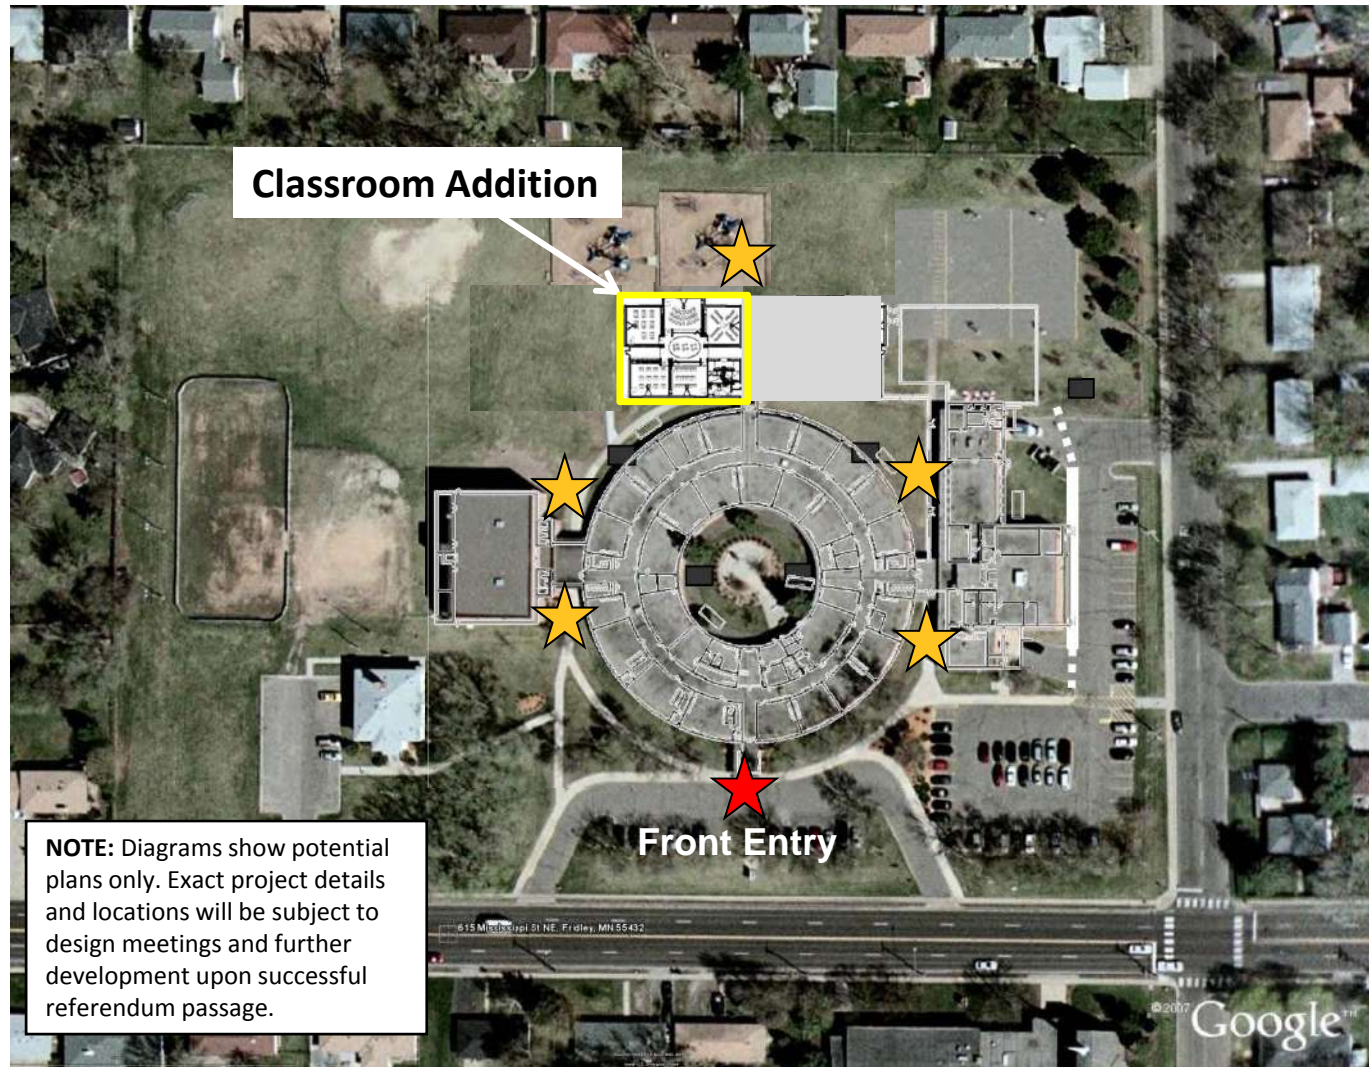 Classroom Addition
Front Entry
NOTE: Diagrams show potential
plans only. Exact project details
and locations will be subject to
design meetings and further
development upon successful
referendum passage.
615 Mississippi St NE, Fridley, MN 55432
©2007 Google™